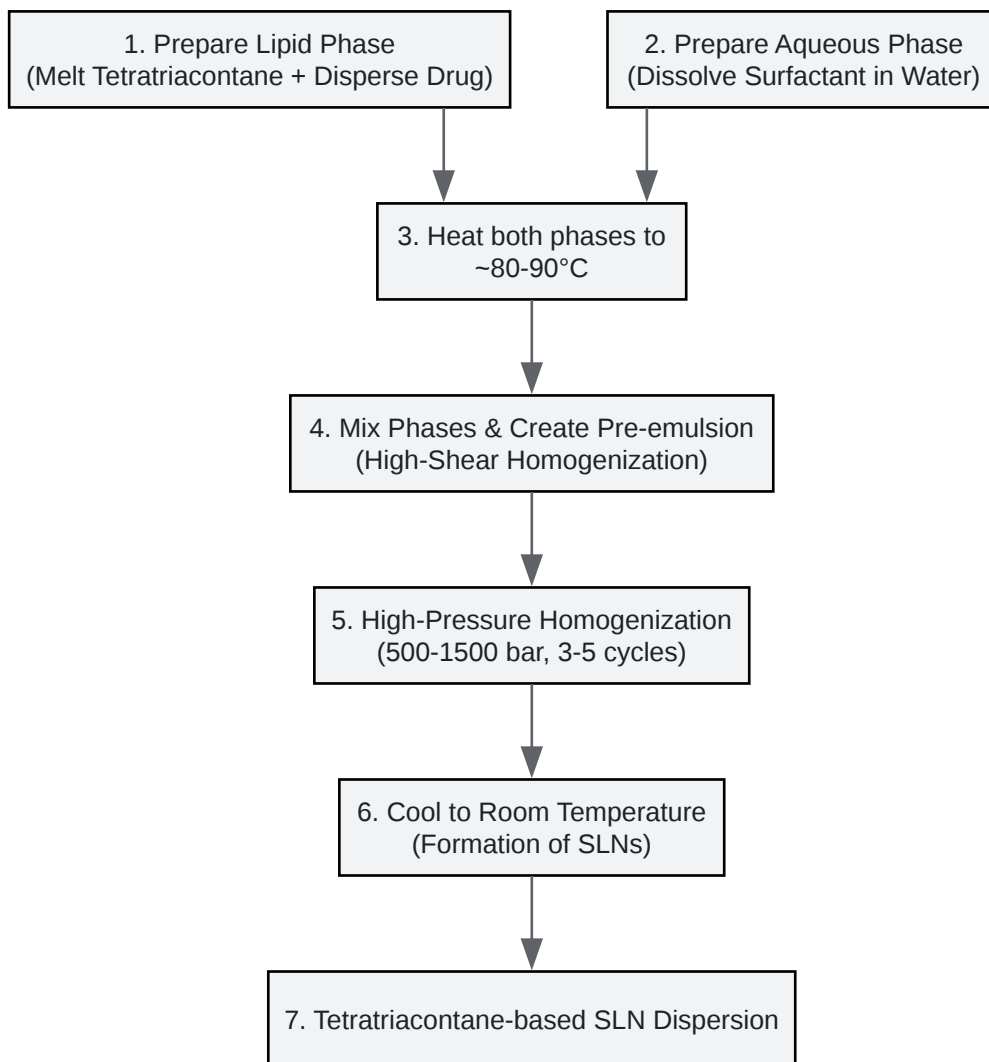 1. Prepare Lipid Phase
(Melt Tetratriacontane + Disperse Drug)
2. Prepare Aqueous Phase
(Dissolve Surfactant in Water)
3. Heat both phases to
~80-90°C
4. Mix Phases & Create Pre-emulsion
(High-Shear Homogenization)
5. High-Pressure Homogenization
(500-1500 bar, 3-5 cycles)
6. Cool to Room Temperature
(Formation of SLNs)
7. Tetratriacontane-based SLN Dispersion